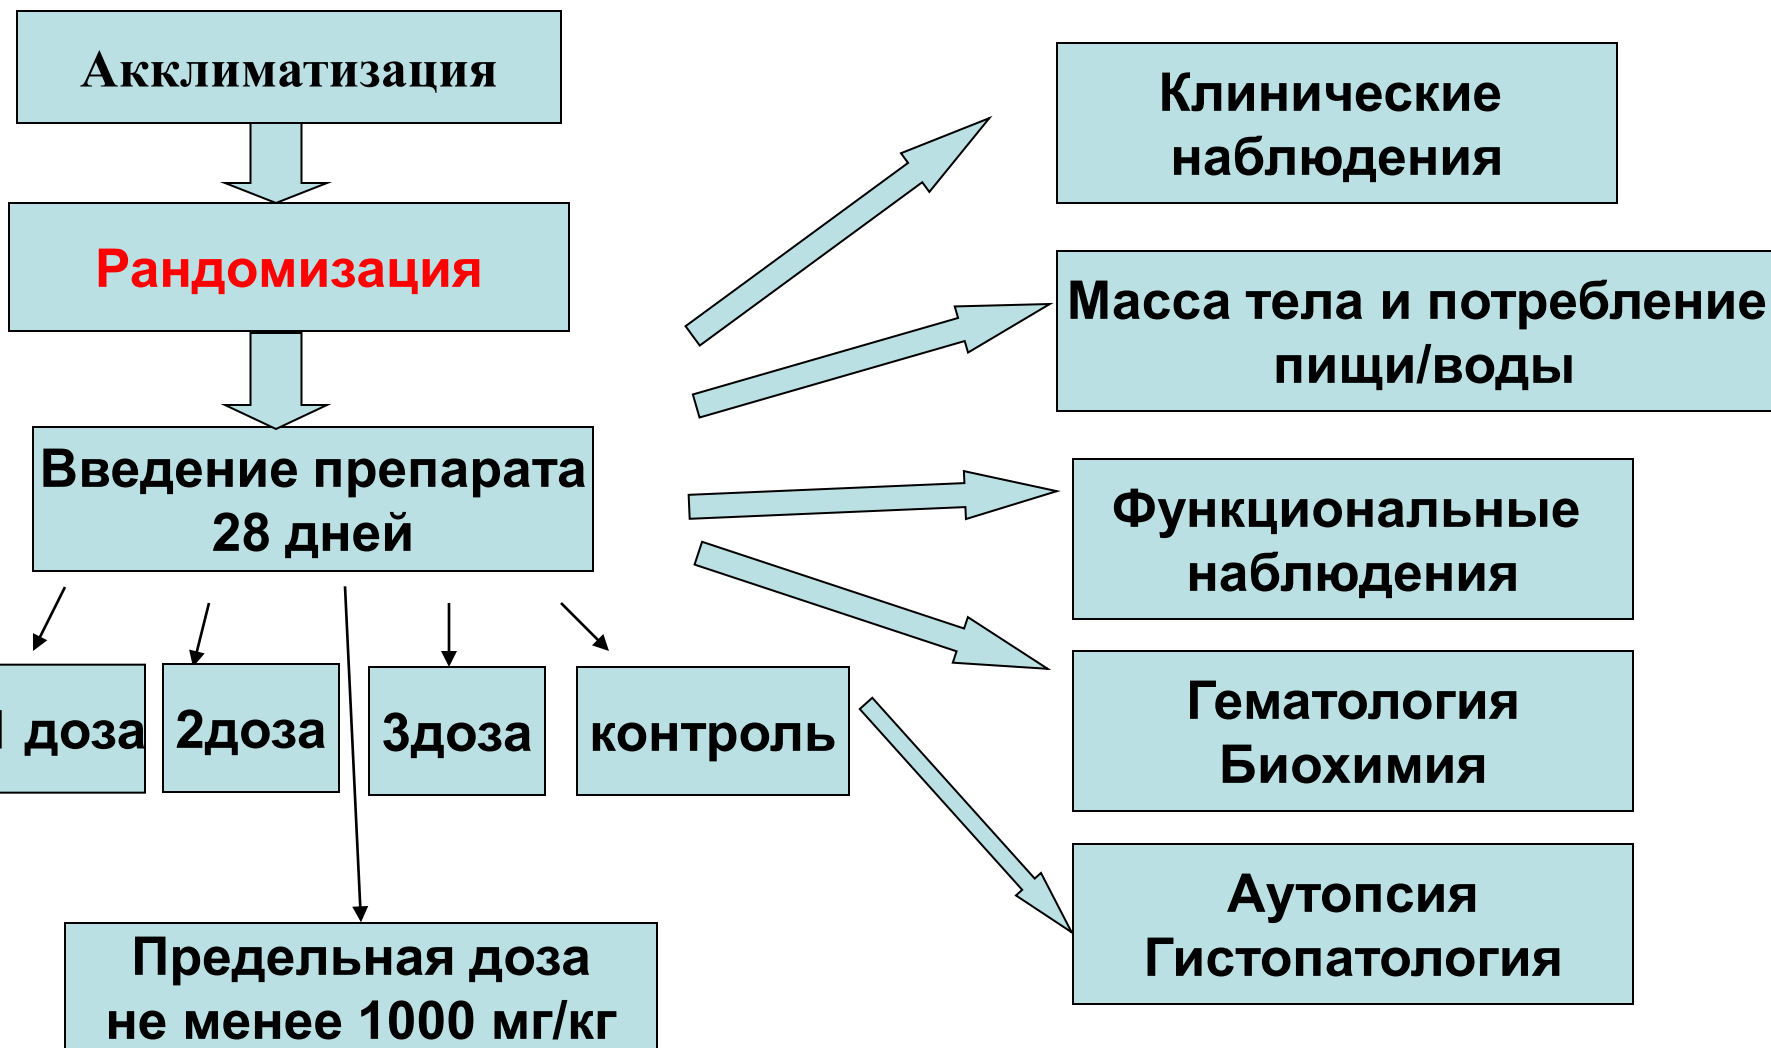 Акклиматизация
Рандомизация
Введение препарата
28 дней
1 доза
2доза
3доза
контроль
Предельная доза
не менее 1000 мг/кг
Клинические
наблюдения
Масса тела и потребление
пищи/воды
Функциональные
наблюдения
Гематология
Биохимия
Аутопсия
Гистопатология